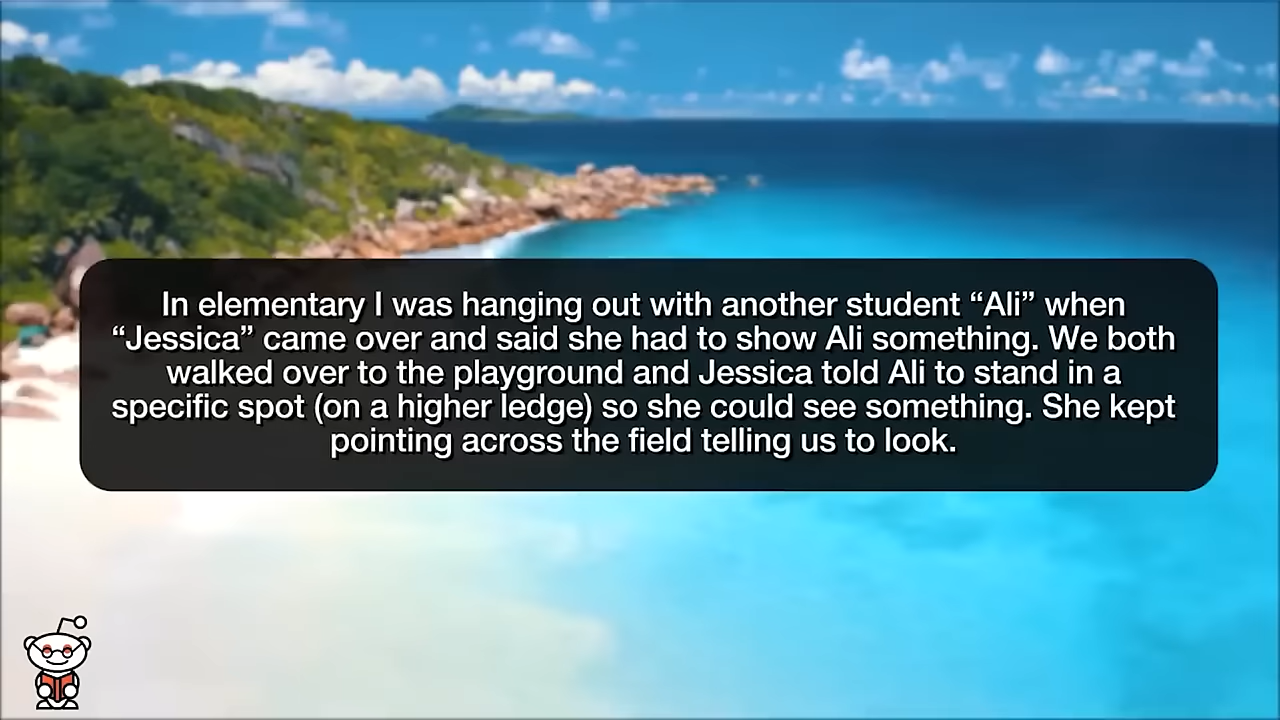 In elementary I was hanging out with another student “Ali” when
“Jessica” came over and said she had to show Ali something. We both
walked over to the playground and Jessica told Ali to stand in a
specific spot (on a higher ledge) so she could see something. She kept
pointing across the field telling us to look.